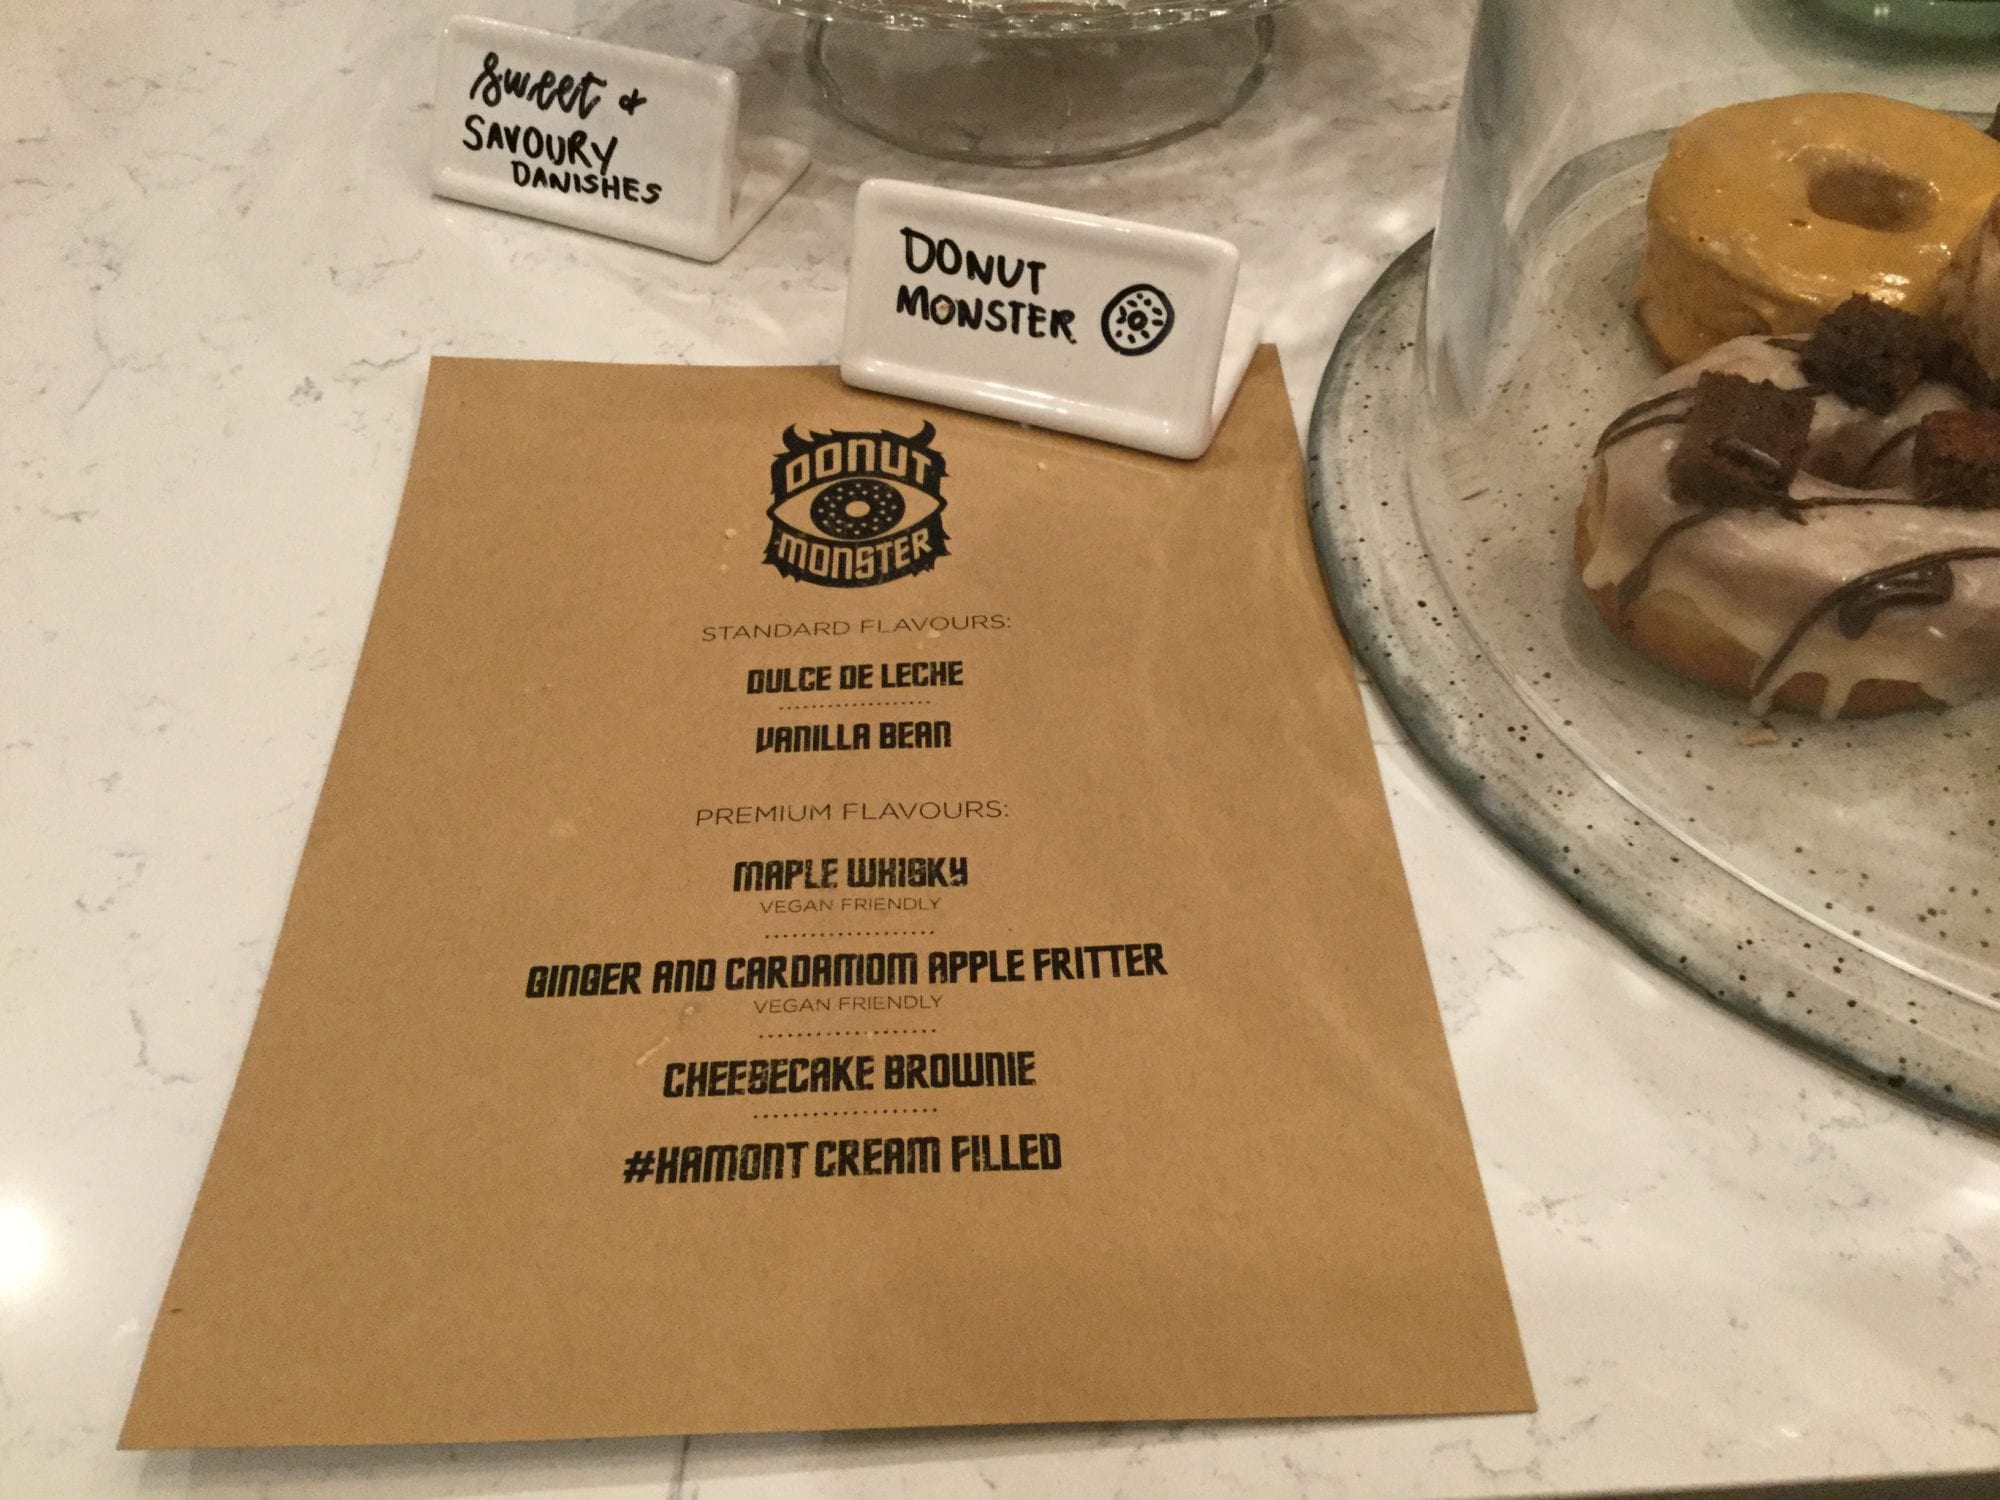 Sweet &
SAVOURY
DANISHES
DONUT
MONSTER
DONUT
MONSTER
STANDARD FLAVOURS:
DULCE DE LECHE
VANILLA BEAN
PREMIUM FLAVOURS:
MAPLE WHISKY
VEGAN FRIENDLY
GINGER AND CARDAMOM APPLE FRITTER
VEGAN FRIENDLY
CHEESECAKE BROWNIE
#HAMONT CREAM FILLED